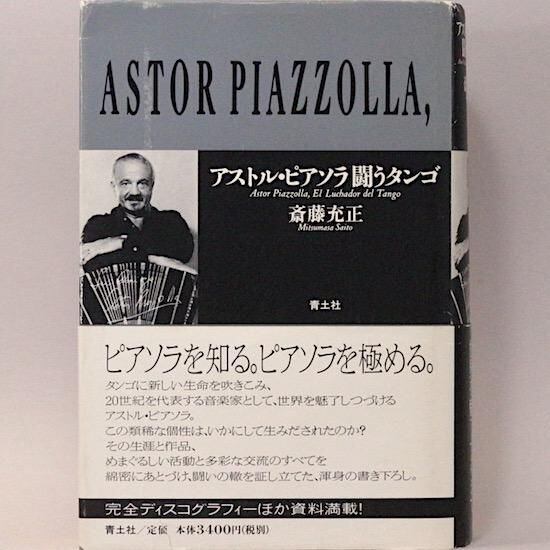 ASTOR PIAZZOLLA,
アストル・ピアソラ 闘うタンゴ
Astor Piazzolla, El Luchador del Tango
斎藤充正
Mitsumasa Saito
青土社
ピアソラを知る。ピアソラを極める。
タンゴに新しい生命を吹きこみ、
20世紀を代表する音楽家として、世界を魅了しつづける
アストル・ピアソラ。
この類稀な個性は、いかにして生みだされたのか?
その生涯と作品、
めまぐるしい活動と多彩な交流のすべてを
綿密にあとづけ、闘いの轍を証し立てた、渾身の書き下ろし。
完全ディスコグラフィーほか資料満載!
青土社/定価 本体3400円(税別)